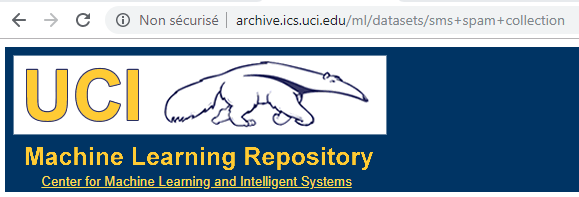 Non sécurisé | archive.ics.uci.edu/ml/datasets/sms+spam+collection
UCI
Machine Learning Repository
Center for Machine Learning and Intelligent Systems